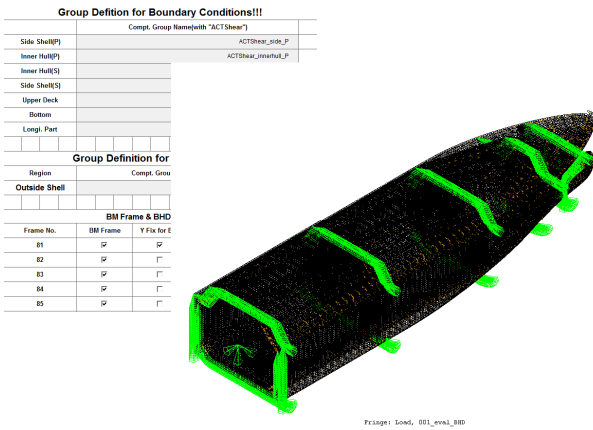 Group Defition for Boundary Conditions!!!
Compt. Group Name(with "ACTShear")
Side Shell(P) ACTShear_side_P
Inner Hull(P) ACTShear_innerhull_P
Inner Hull(S)
Side Shell(S)
Upper Deck
Bottom
Longi. Part
Group Definition for
Region Compt. Grou
Outside Shell
BM Frame & BHD
Frame No. BM Frame Y Fix for B
81
82
83
84
85
Fringe: Load, 001_eval_BHD